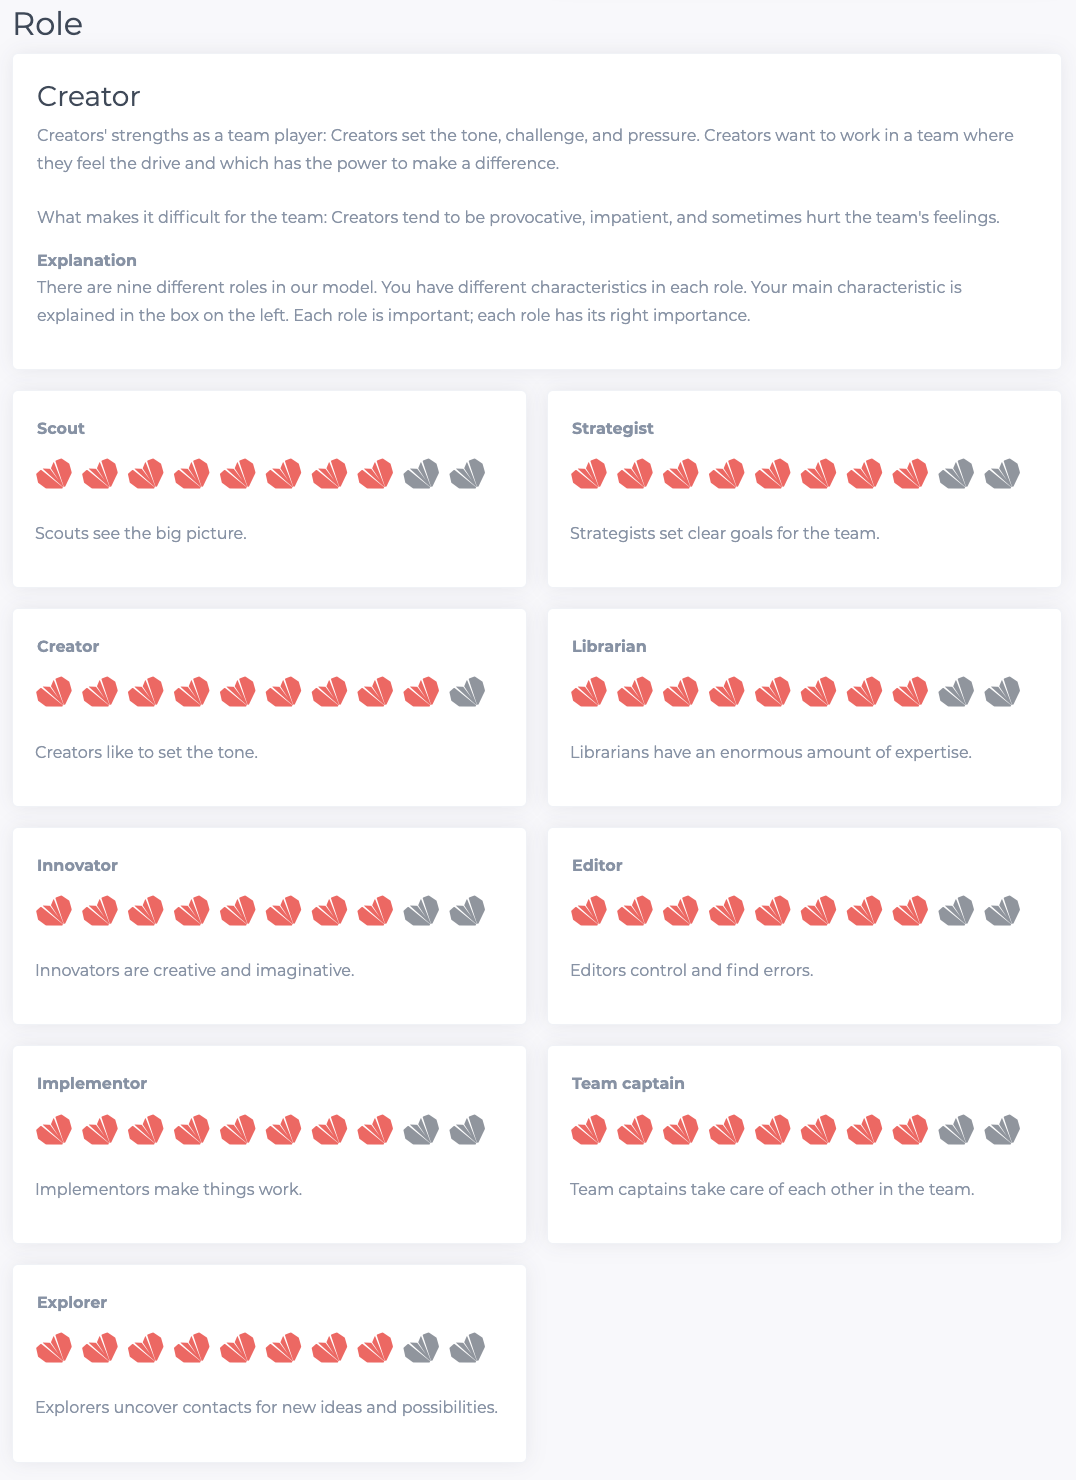 Role
Creator
Creators' strengths as a team player: Creators set the tone, challenge, and pressure. Creators want to work in a team where
they feel the drive and which has the power to make a difference.
What makes it difficult for the team: Creators tend to be provocative, impatient, and sometimes hurt the team's feelings.
Explanation
There are nine different roles in our model. You have different characteristics in each role. Your main characteristic is
explained in the box on the left. Each role is important; each role has its right importance.
Scout
Scouts see the big picture.
Strategist
Strategists set clear goals for the team.
Creator
Creators like to set the tone.
Librarian
Librarians have an enormous amount of expertise.
Innovator
Innovators are creative and imaginative.
Editor
Editors control and find errors.
Implementor
Implementors make things work.
Team captain
Team captains take care of each other in the team.
Explorer
Explorers uncover contacts for new ideas and possibilities.